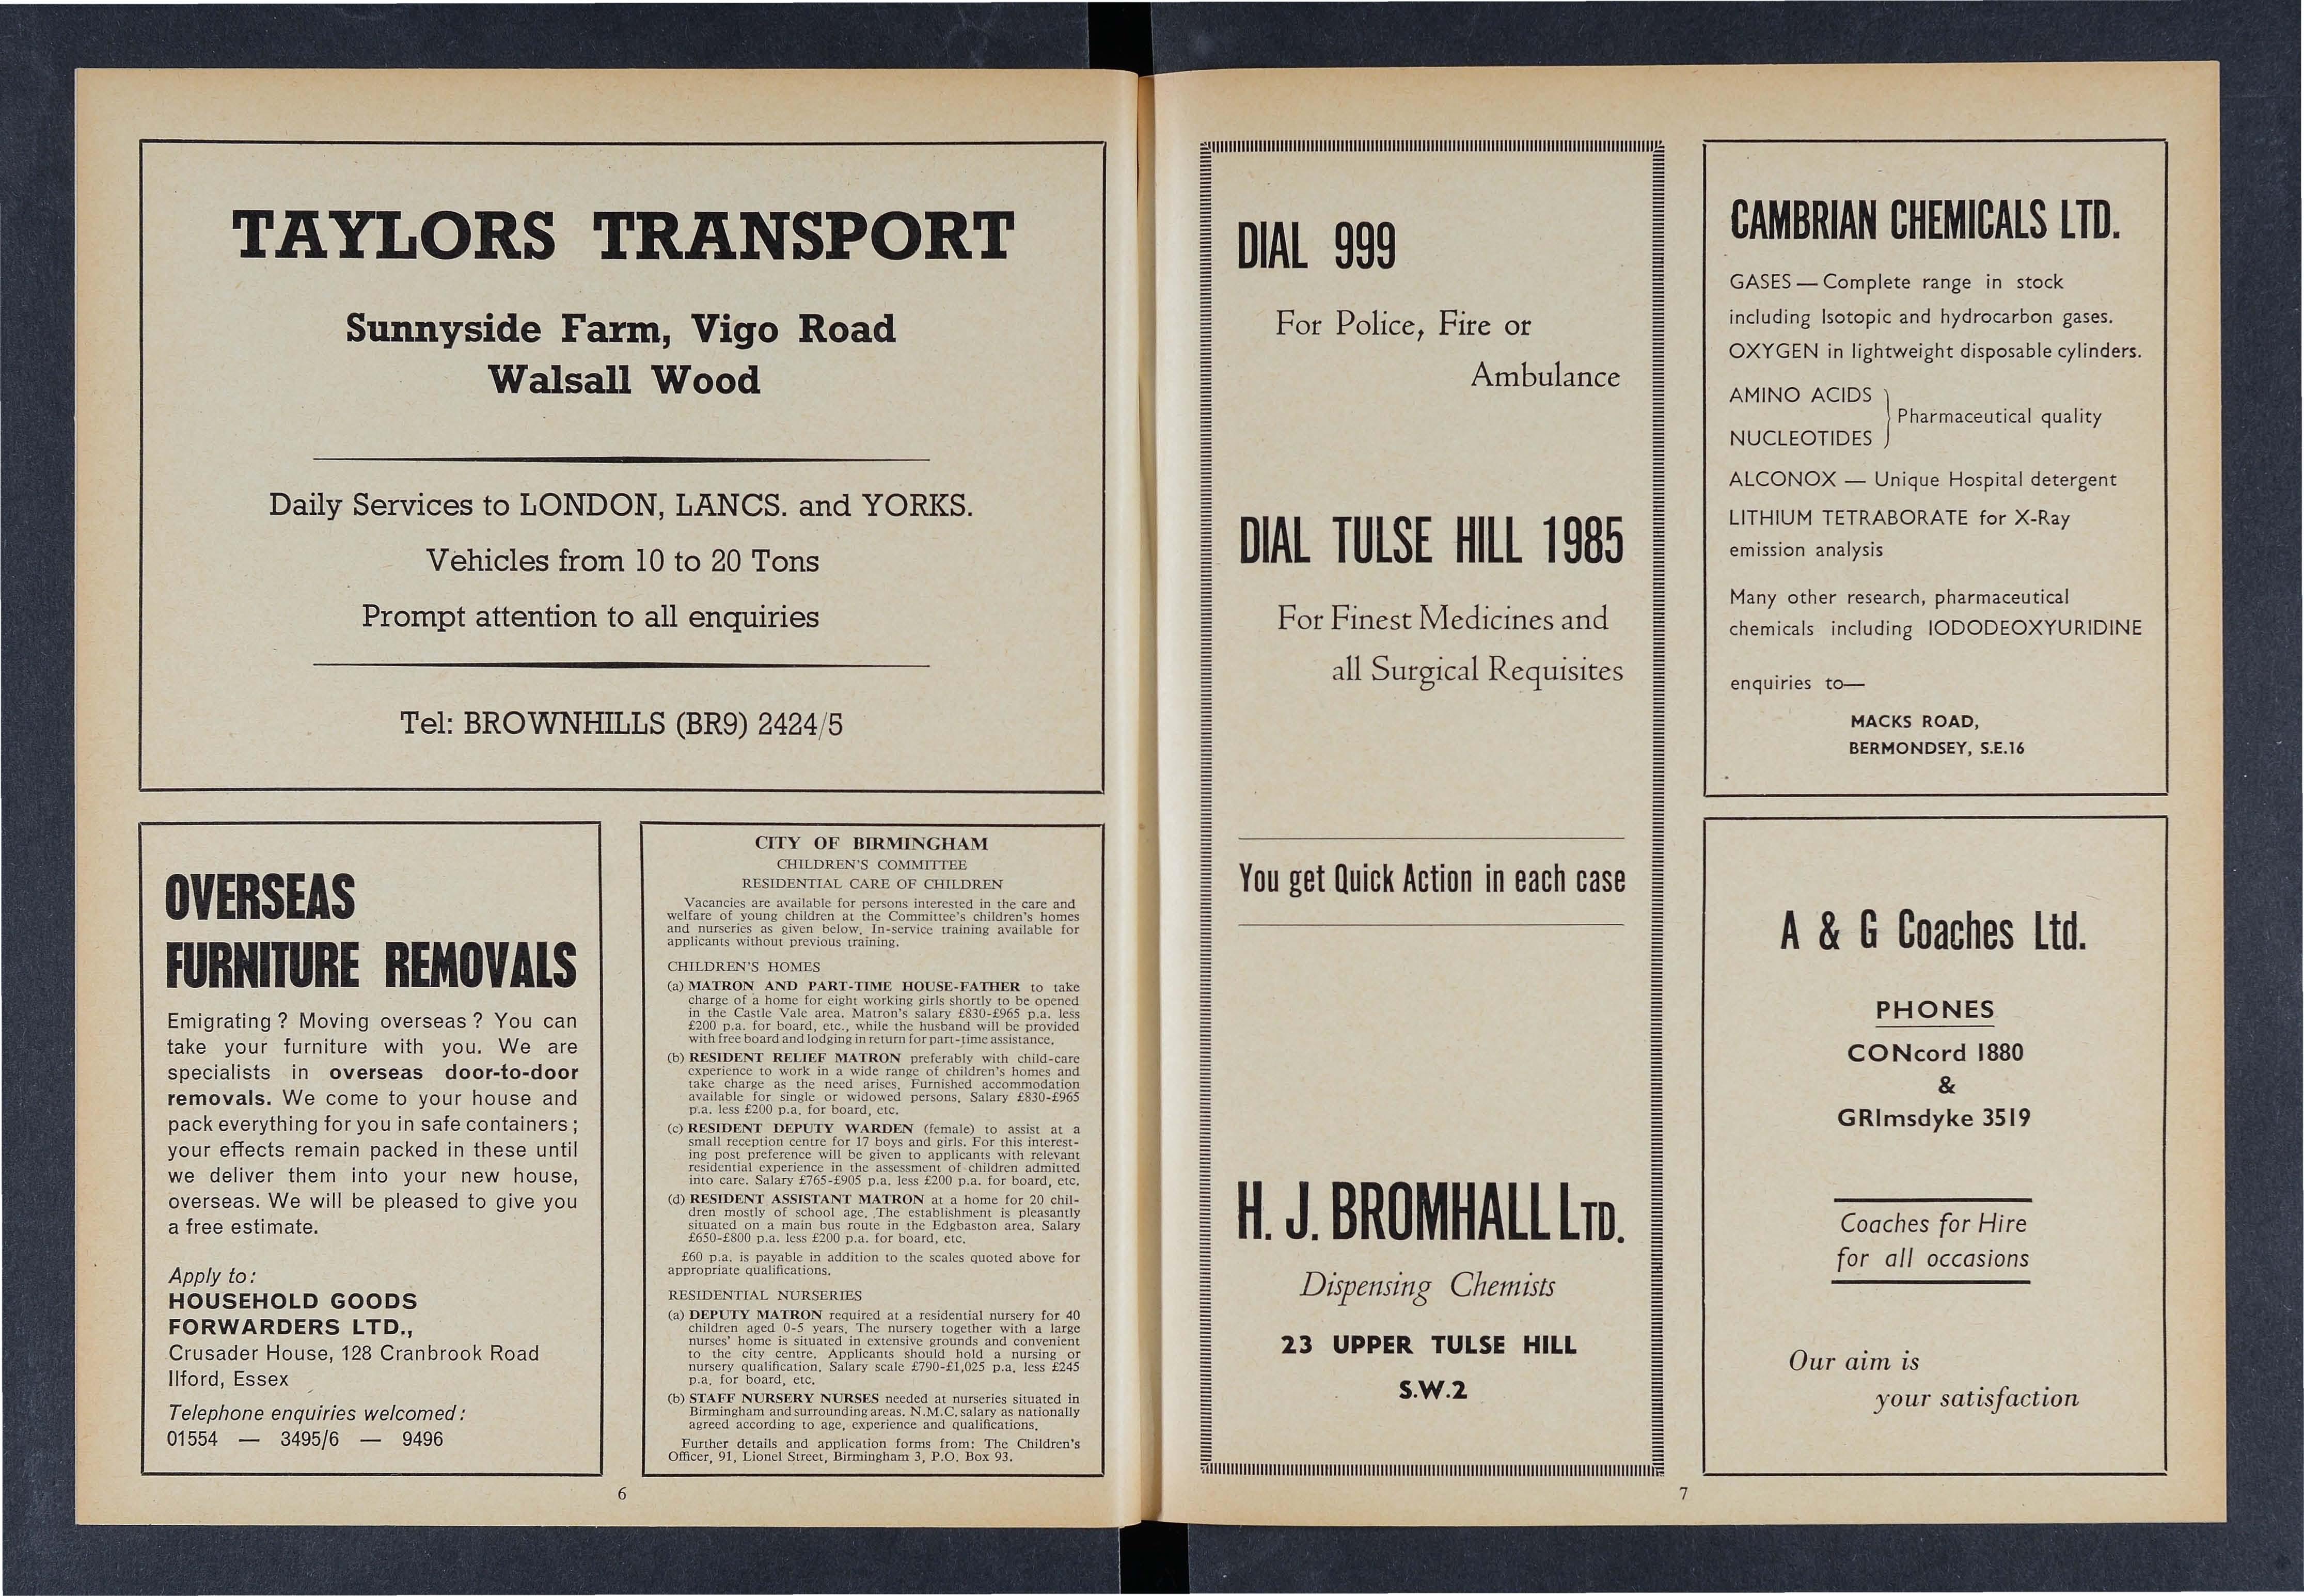 TAYLORS TRANSPORT
Sunnyside Farm, Vigo Road
Walsall Wood
Daily Services to LONDON, LANCS. and YORKS.
Vehicles from 10 to 20 Tons
Prompt attention to all enquiries
Tel: BROWNHILLS (BR9) 2424/5
OVERSEAS
FURNITURE REMOVALS
Emigrating? Moving overseas? You can
take your furniture with you. We are
specialists in overseas door-to-door
removals. We come to your house and
pack everything for you in safe containers;
your effects remain packed in these until
we deliver them into your new house,
overseas. We will be pleased to give you
a free estimate.
Apply to:
HOUSEHOLD GOODS
FORWARDERS LTD.,
Crusader House, 128 Cranbrook Road
Ilford, Essex
Telephone enquiries welcomed:
01554 — 3495/6 — 9496
CITY OF BIRMINGHAM
CHILDREN'S COMMITTEE
RESIDENTIAL CARE OF CHILDREN
Vacancies are available for persons interested in the care and
welfare of young children at the Committee's children's homes
and nurseries as given below. In-service training available for
applicants without previous training.
CHILDREN'S HOMES
(a) MATRON AND PART-TIME HOUSE-FATHER to take
charge of a home for eight working girls shortly to be opened
in the Castle Vale area. Matron's salary £830-£965 p.a. less
£200 p.a. for board, etc., while the husband will be provided
with free board and lodging in return for part-time assistance.
(b) RESIDENT RELIEF MATRON preferably with child-care
experience to work in a wide range of children's homes and
take charge as the need arises. Furnished accommodation
available for single or widowed persons. Salary £830-£965
p.a. less £200 p.a. for board, etc.
(c) RESIDENT DEPUTY WARDEN (female) to assist at a
small reception centre for 17 boys and girls. For this interest-
ing post preference will be given to applicants with relevant
residential experience in the assessment of children admitted
into care. Salary £765-£905 p.a. less £200 p.a. for board, etc.
(d) RESIDENT ASSISTANT MATRON at a home for 20 chil-
dren mostly of school age. The establishment is pleasantly
situated on a main bus route in the Edgbaston area. Salary
£650-£800 p.a. less £200 p.a. for board, etc.
£60 p.a. is payable in addition to the scales quoted above for
appropriate qualifications.
RESIDENTIAL NURSERIES
(a) DEPUTY MATRON required at a residential nursery for 40
children aged 0-5 years. The nursery together with a large
nurses' home is situated in extensive grounds and convenient
to the city centre. Applicants should hold a nursing or
nursery qualification. Salary scale £790-£1,025 p.a. less £245
p.a. for board, etc.
(b) STAFF NURSERY NURSES needed at nurseries situated in
Birmingham and surrounding areas. N.M.C. salary as nationally
agreed according to age, experience and qualifications.
Further details and application forms from: The Children's
Officer, 91, Lionel Street, Birmingham 3, P.O. Box 93.
6
DIAL 999
For Police, Fire or
Ambulance
DIAL TULSE HILL 1985
For Finest Medicines and
all Surgical Requisites
You get Quick Action in each case
H. J. BROMHALL LTD.
Dispensing Chemists
23 UPPER TULSE HILL
S.W.2
CAMBRIAN CHEMICALS LTD.
GASES — Complete range in stock
including Isotopic and hydrocarbon gases.
OXYGEN in lightweight disposable cylinders.
AMINO ACIDS
Pharmaceutical quality
NUCLEOTIDES
ALCONOX — Unique Hospital detergent
LITHIUM TETRABORATE for X-Ray
emission analysis
Many other research, pharmaceutical
chemicals including IODODEOXYURIDINE
enquiries to—
MACKS ROAD,
BERMONDSEY, S.E.16
A & G Coaches Ltd.
PHONES
CONcord 1880
&
GRImsdyke 3519
Coaches for Hire
for all occasions
Our aim is
your satisfaction
7